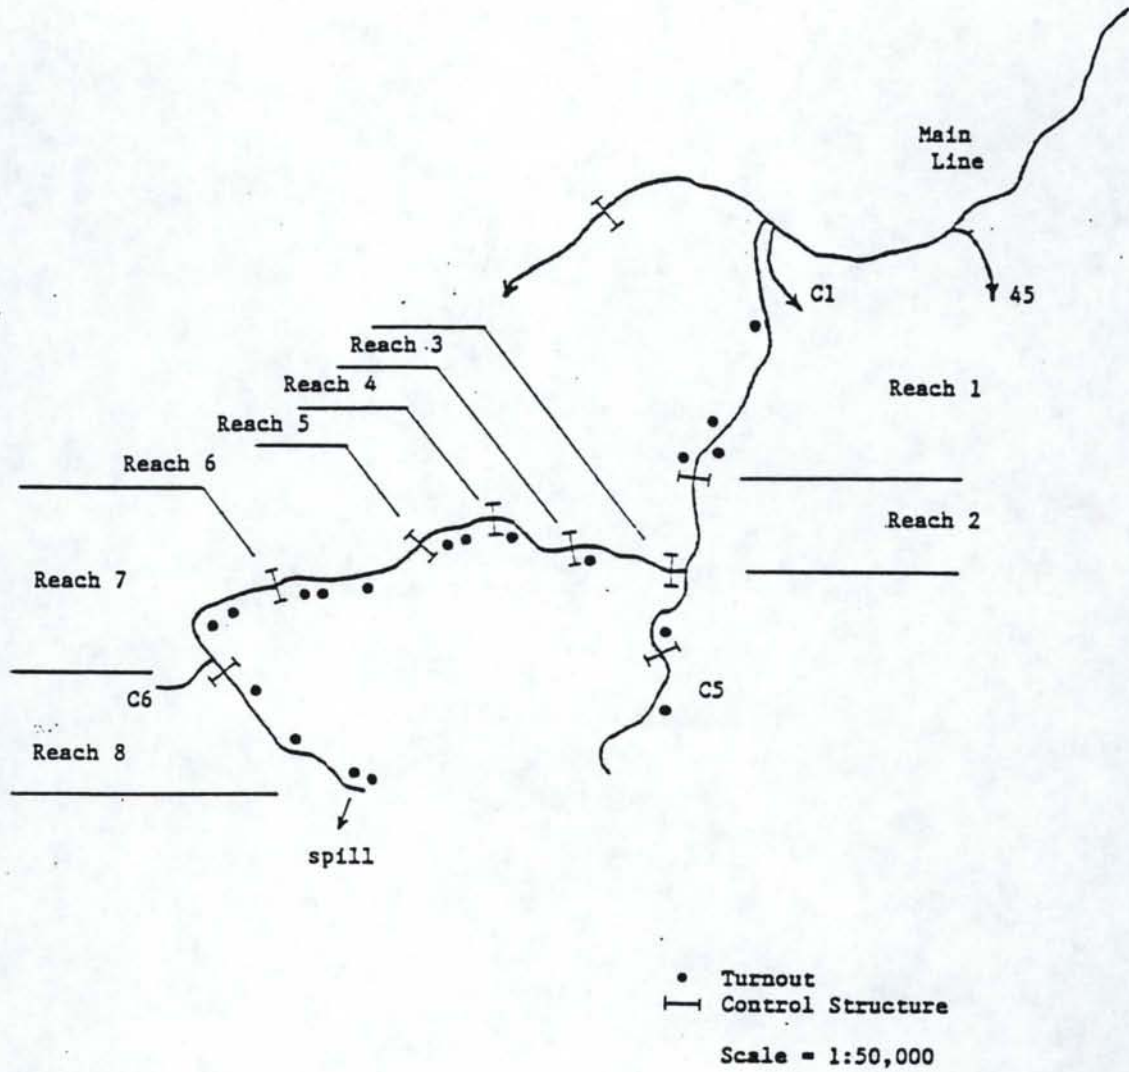 Main
Line
C1
45
Reach 3
Reach 4
Reach 1
Reach 5
Reach 6
Reach 2
Reach 7
C6
C5
Reach 8
spill
Turnout
Control Structure
Scale = 1:50,000